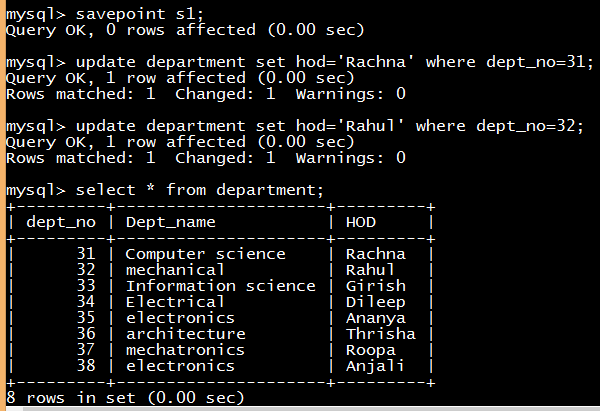 mysql> savepoint s1;
Query OK, 0 rows affected (0.00 sec)
mysql> update department set hod='Rachna' where dept_no=31;
Query OK, 1 row affected (0.00 sec)
Rows matched: 1  Changed: 1  Warnings: 0
mysql> update department set hod='Rahul' where dept_no=32;
Query OK, 1 row affected (0.00 sec)
Rows matched: 1  Changed: 1  Warnings: 0
mysql> select * from department;
+---------+---------------------+---------+
| dept_no | Dept_name           | HOD     |
+---------+---------------------+---------+
|      31 | Computer science    | Rachna  |
|      32 | mechanical          | Rahul   |
|      33 | Information science | Girish  |
|      34 | Electrical          | Dileep  |
|      35 | electronics         | Ananya  |
|      36 | architecture        | Thrisha |
|      37 | mechatronics        | Roopa   |
|      38 | electronics         | Anjali  |
+---------+---------------------+---------+
8 rows in set (0.00 sec)